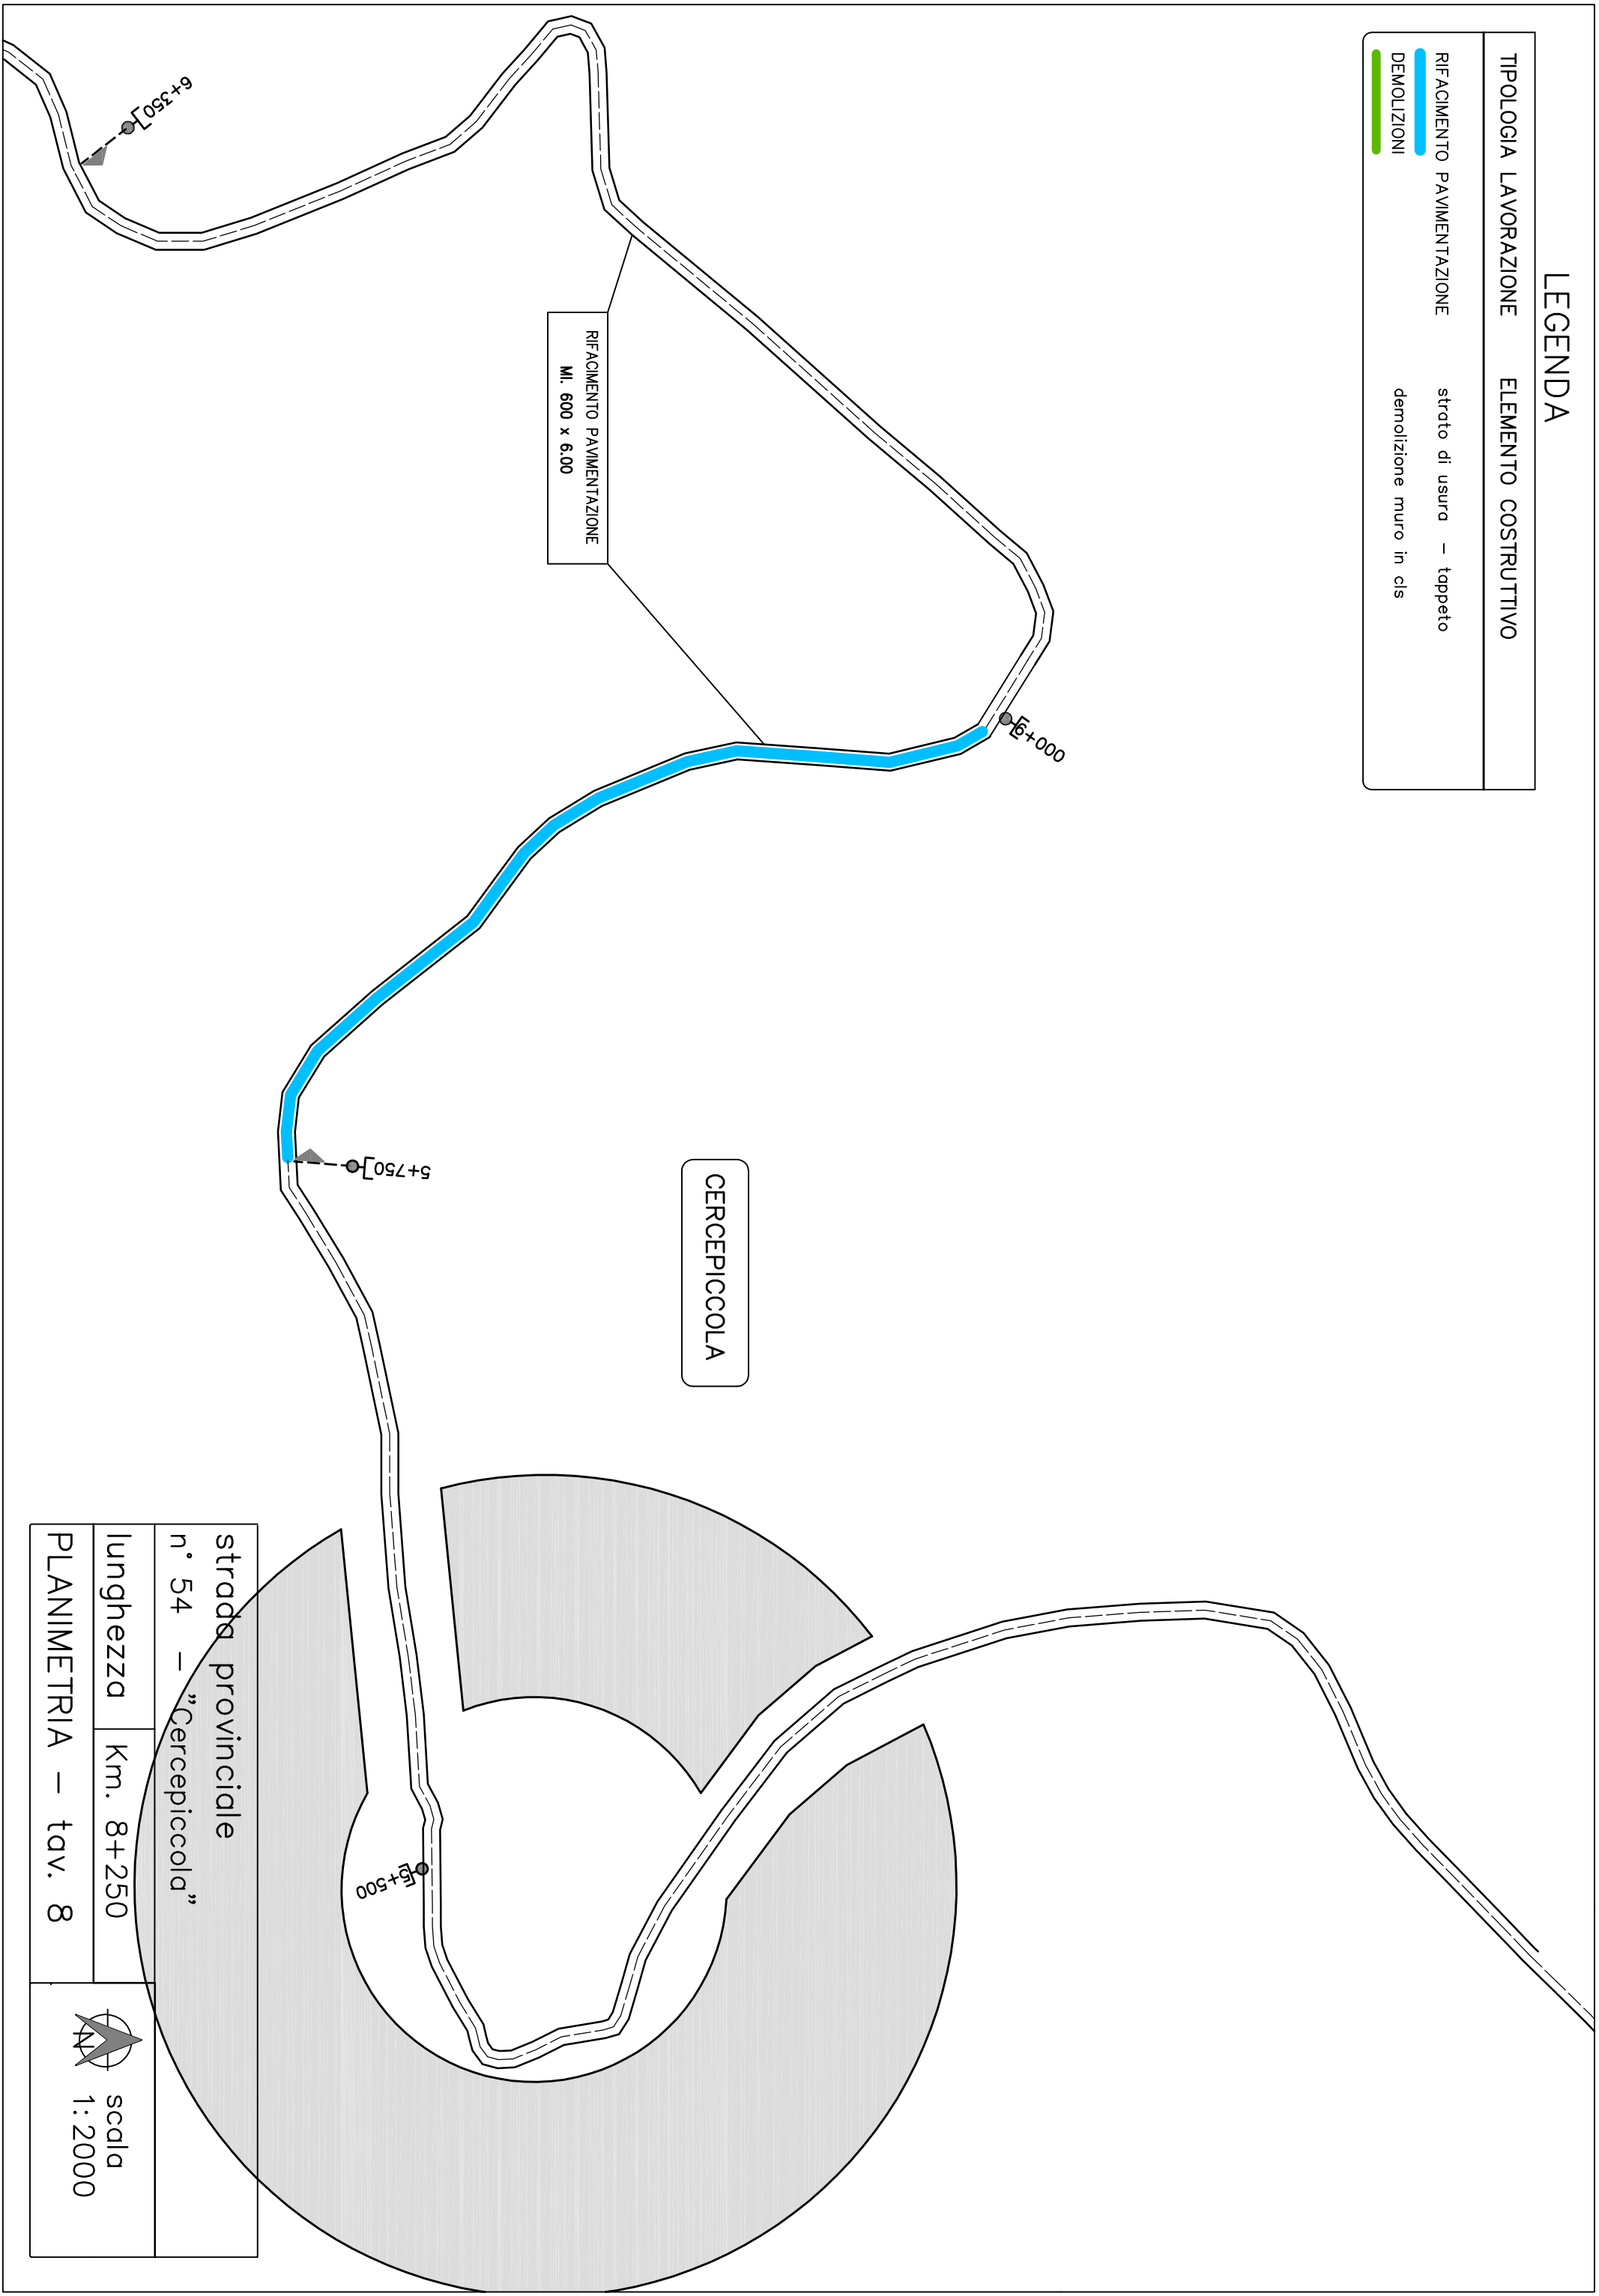 LEGENDA
TIPOLOGIA LAVORAZIONE ELEMENTO COSTRUTTIVO
RIFACIMENTO PAVIMENTAZIONE strato di usura - tappeto
DEMOLIZIONI demolizione muro in cls
6+000
RIFACIMENTO PAVIMENTAZIONE
Ml. 600 x 6.00
6+350
CERCEPICCOLA
5+750
5+500
strada provinciale
n° 54 - "Cercepiccola"
lunghezza Km. 8+250
PLANIMETRIA - tav. 8
N
scala
1:2000